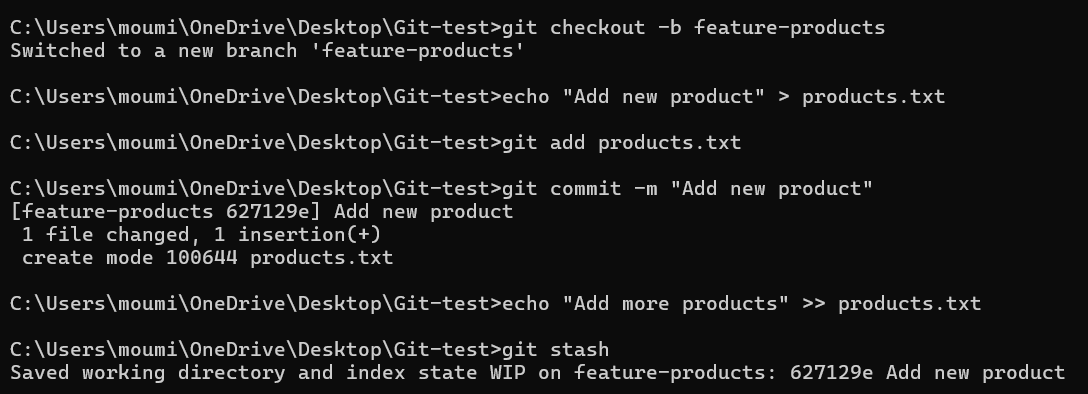 C:\Users\moumi\OneDrive\Desktop\Git-test>git checkout -b feature-products
Switched to a new branch 'feature-products'
C:\Users\moumi\OneDrive\Desktop\Git-test>echo "Add new product" > products.txt
C:\Users\moumi\OneDrive\Desktop\Git-test>git add products.txt
C:\Users\moumi\OneDrive\Desktop\Git-test>git commit -m "Add new product"
[feature-products 627129e] Add new product
 1 file changed, 1 insertion(+)
 create mode 100644 products.txt
C:\Users\moumi\OneDrive\Desktop\Git-test>echo "Add more products" >> products.txt
C:\Users\moumi\OneDrive\Desktop\Git-test>git stash
Saved working directory and index state WIP on feature-products: 627129e Add new product